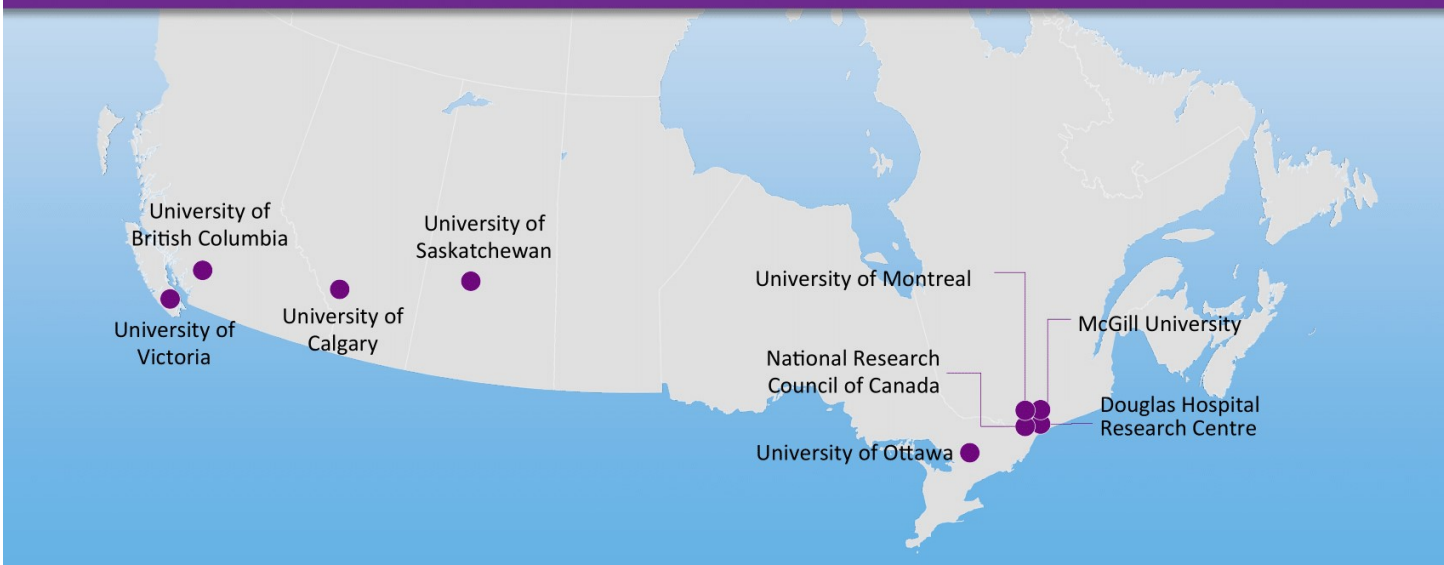 University of
British Columbia
University of
Victoria
University of
Calgary
University of
Saskatchewan
University of Montreal
McGill University
National Research
Council of Canada
Douglas Hospital
Research Centre
University of Ottawa